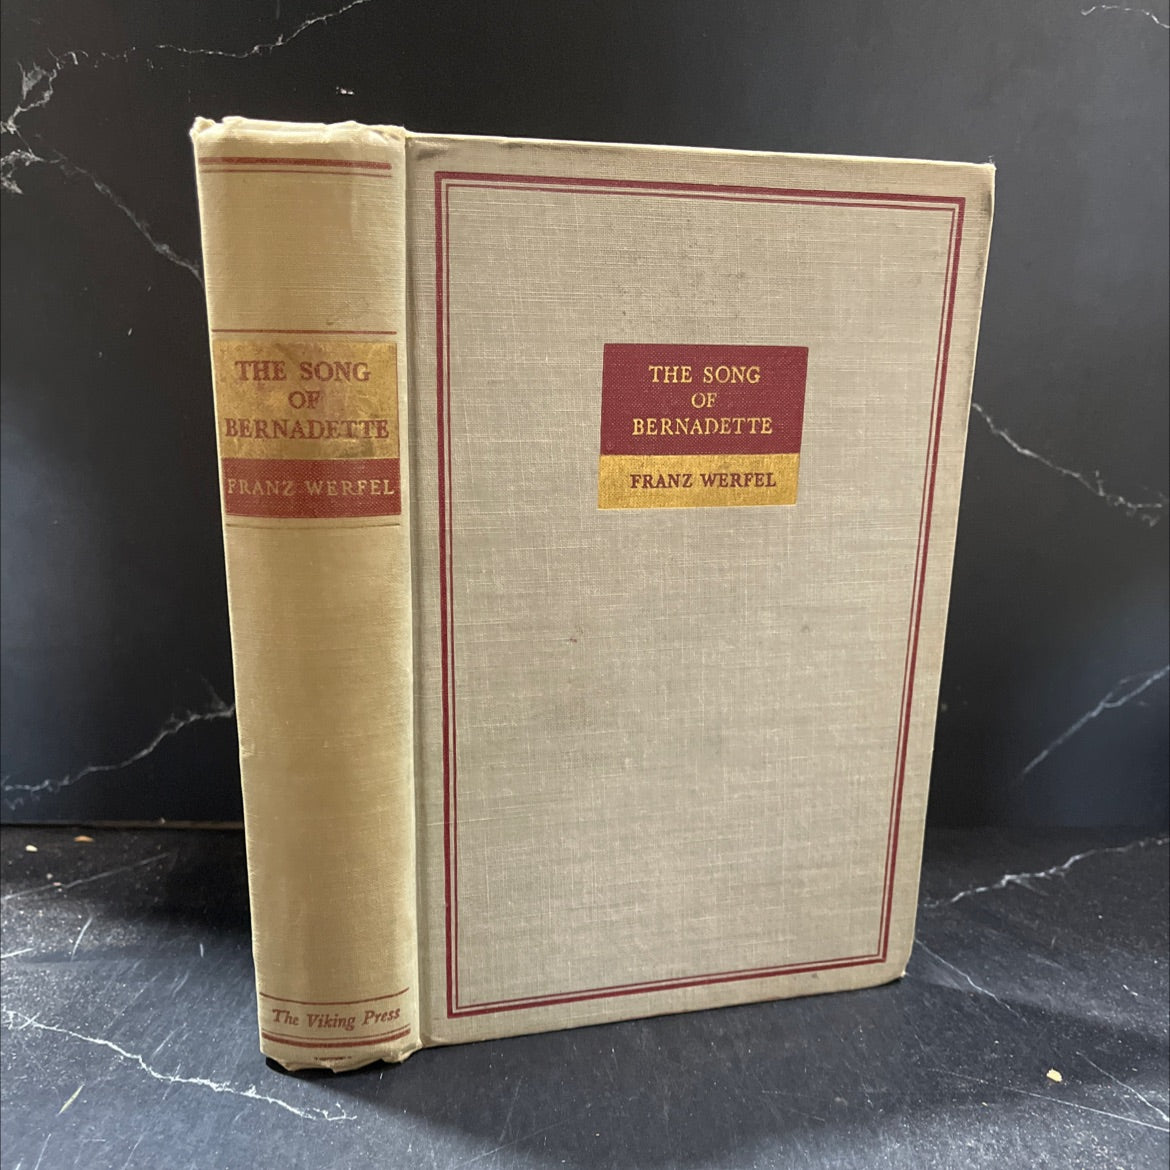 THE SONG
OF
BERNADETTE
FRANZ WERFEL
The Viking Press
THE SONG
OF
BERNADETTE
FRANZ WERFEL